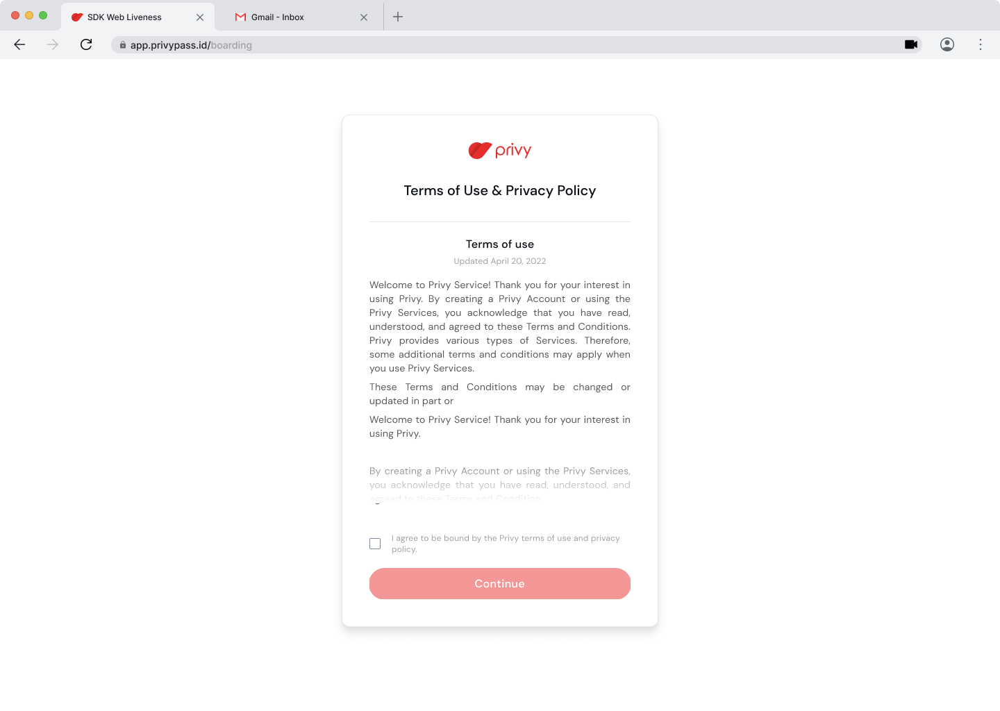 SDK Web Liveness
Gmail - Inbox
app.privypass.id/boarding
privy
Terms of Use & Privacy Policy
Terms of use
Updated April 20, 2022
Welcome to Privy Service! Thank you for your interest in
using Privy. By creating a Privy Account or using the
Privy Services, you acknowledge that you have read,
understood, and agreed to these Terms and Conditions.
Privy provides various types of Services. Therefore,
some additional terms and conditions may apply when
you use Privy Services.
These Terms and Conditions may be changed or
updated in part or
Welcome to Privy Service! Thank you for your interest in
using Privy.
By creating a Privy Account or using the Privy Services,
you acknowledge that you have read, understood, and
agreed to these Terms and Condition.
I agree to be bound by the Privy terms of use and privacy
policy.
Continue